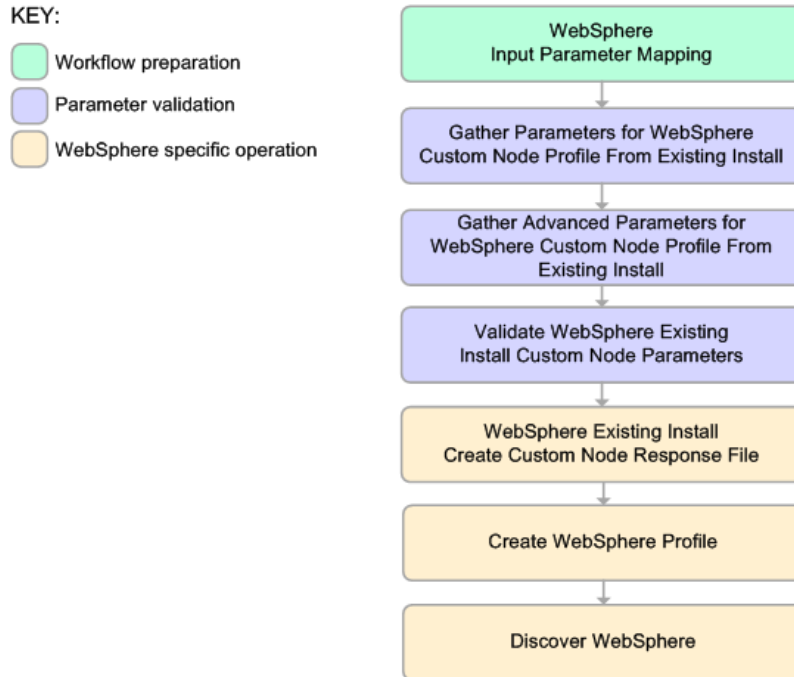 KEY:
Workflow preparation
Parameter validation
WebSphere specific operation
WebSphere
Input Parameter Mapping
Gather Parameters for WebSphere
Custom Node Profile From Existing Install
Gather Advanced Parameters for
WebSphere Custom Node Profile From
Existing Install
Validate WebSphere Existing
Install Custom Node Parameters
WebSphere Existing Install
Create Custom Node Response File
Create WebSphere Profile
Discover WebSphere